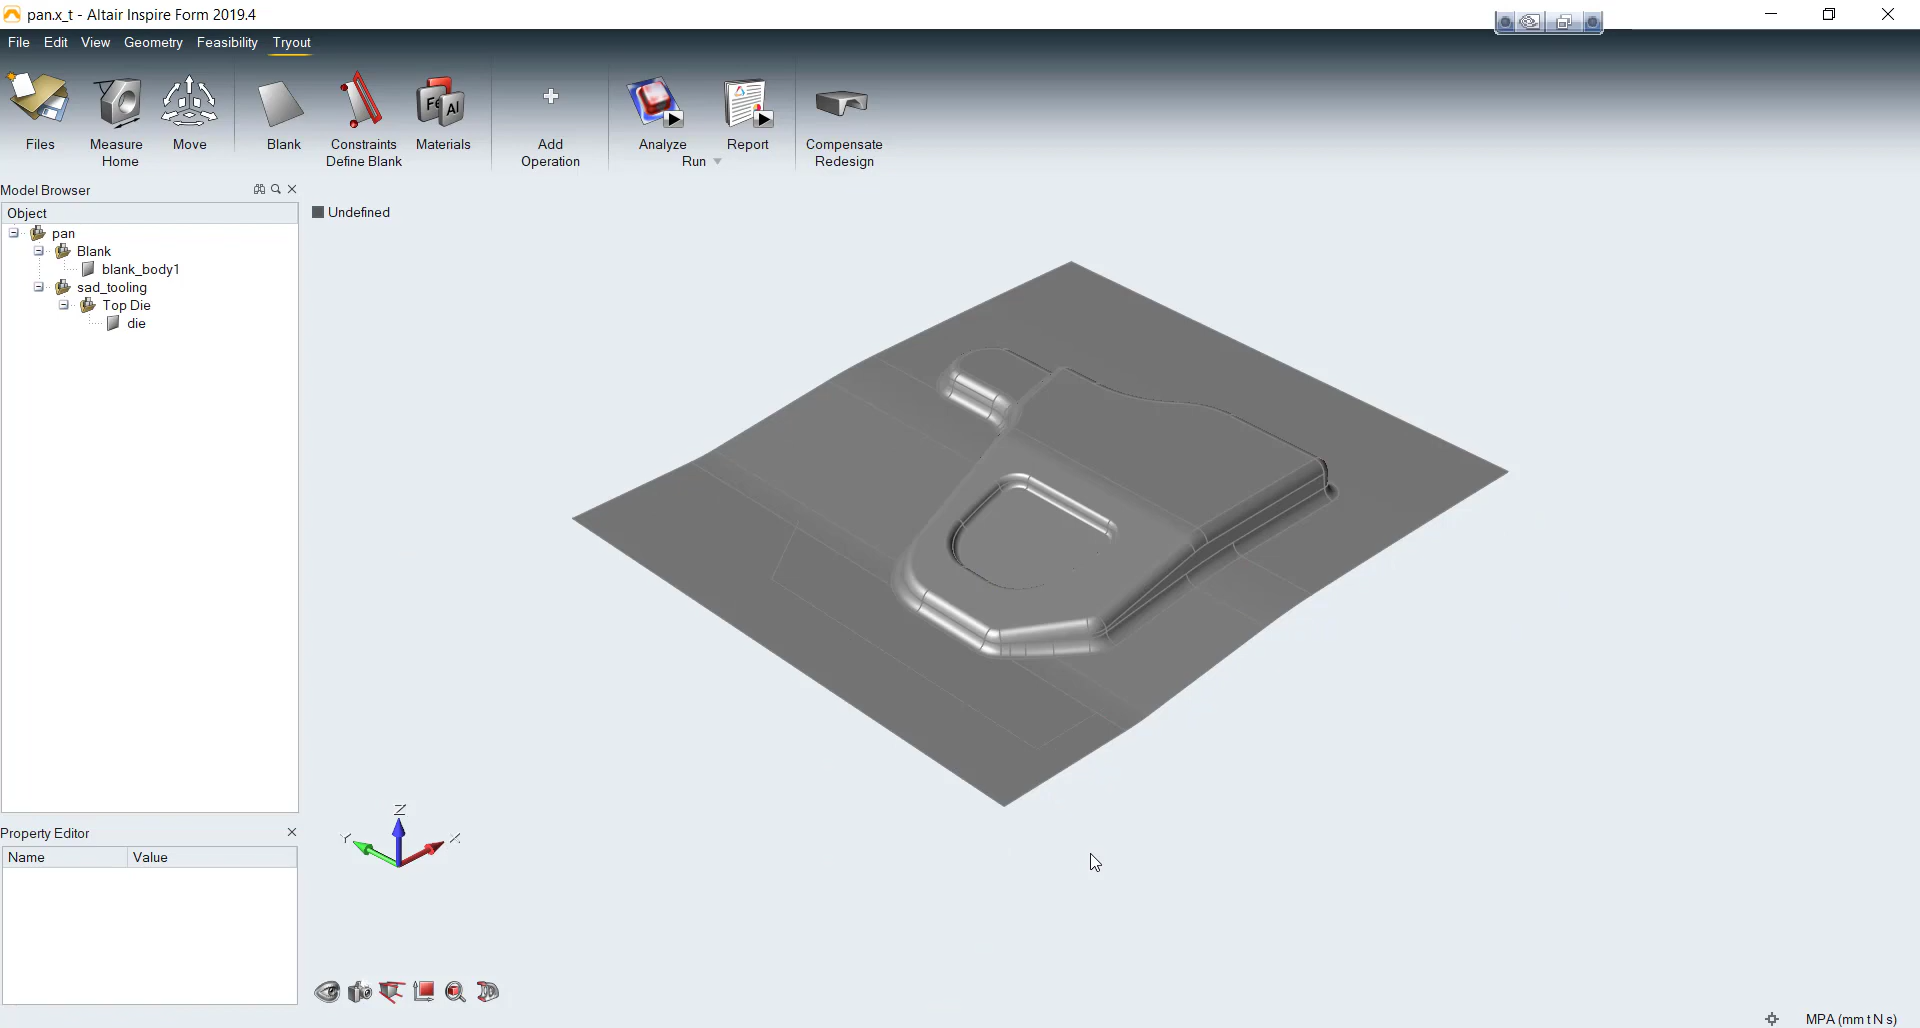 pan.x_t - Altair Inspire Form 2019.4
File Edit View Geometry Feasibility Tryout
Fe Al
Files Measure Move Blank Constraints Materials Add Analyze Report Compensate
Home Define Blank Operation Run Redesign
Model Browser
Object
pan
Blank
blank_body1
sad_tooling
Top Die
die
Undefined
Z
Y X
Property Editor
Name Value
MPA (mm t N s)